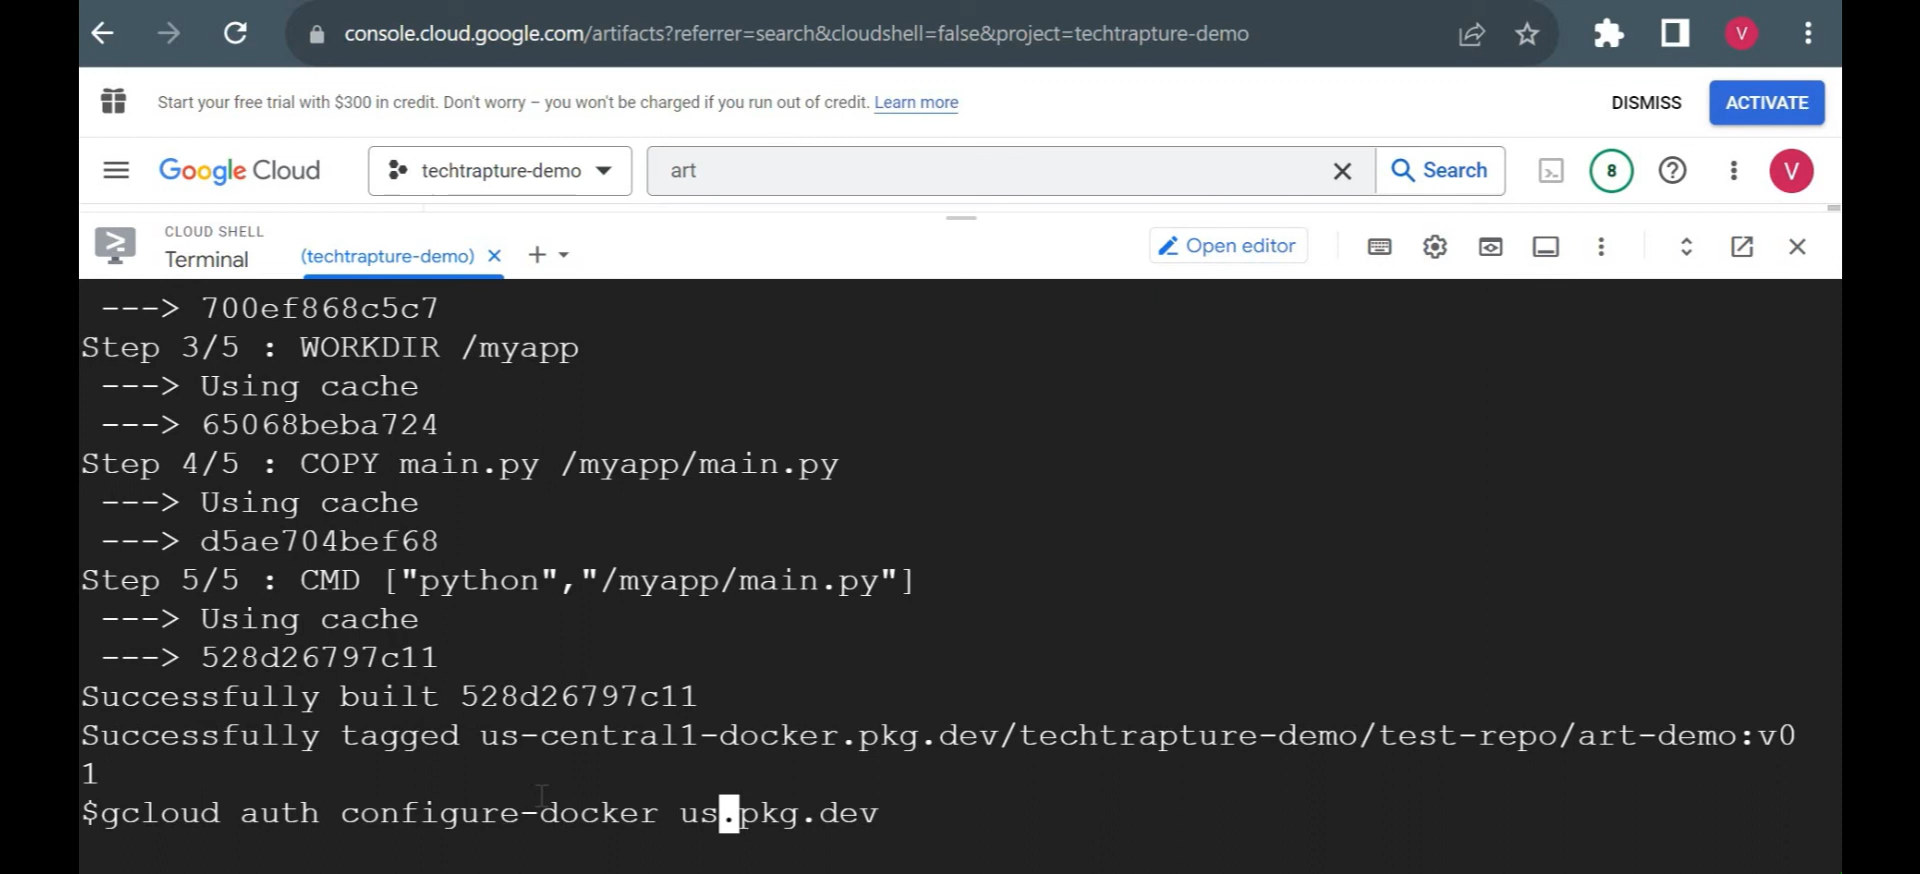 console.cloud.google.com/artifacts?referrer=search&cloudshell=false&project=techtrapture-demo
V
Start your free trial with $300 in credit. Don't worry – you won't be charged if you run out of credit. Learn more
DISMISS
ACTIVATE
Google Cloud
techtrapture-demo
art
Search
8
V
CLOUD SHELL
Terminal
(techtrapture-demo)
Open editor
---> 700ef868c5c7
Step 3/5 : WORKDIR /myapp
---> Using cache
---> 65068beba724
Step 4/5 : COPY main.py /myapp/main.py
---> Using cache
---> d5ae704bef68
Step 5/5 : CMD ["python","/myapp/main.py"]
---> Using cache
---> 528d26797c11
Successfully built 528d26797c11
Successfully tagged us-central1-docker.pkg.dev/techtrapture-demo/test-repo/art-demo:v0
1
$gcloud auth configure-docker us.pkg.dev